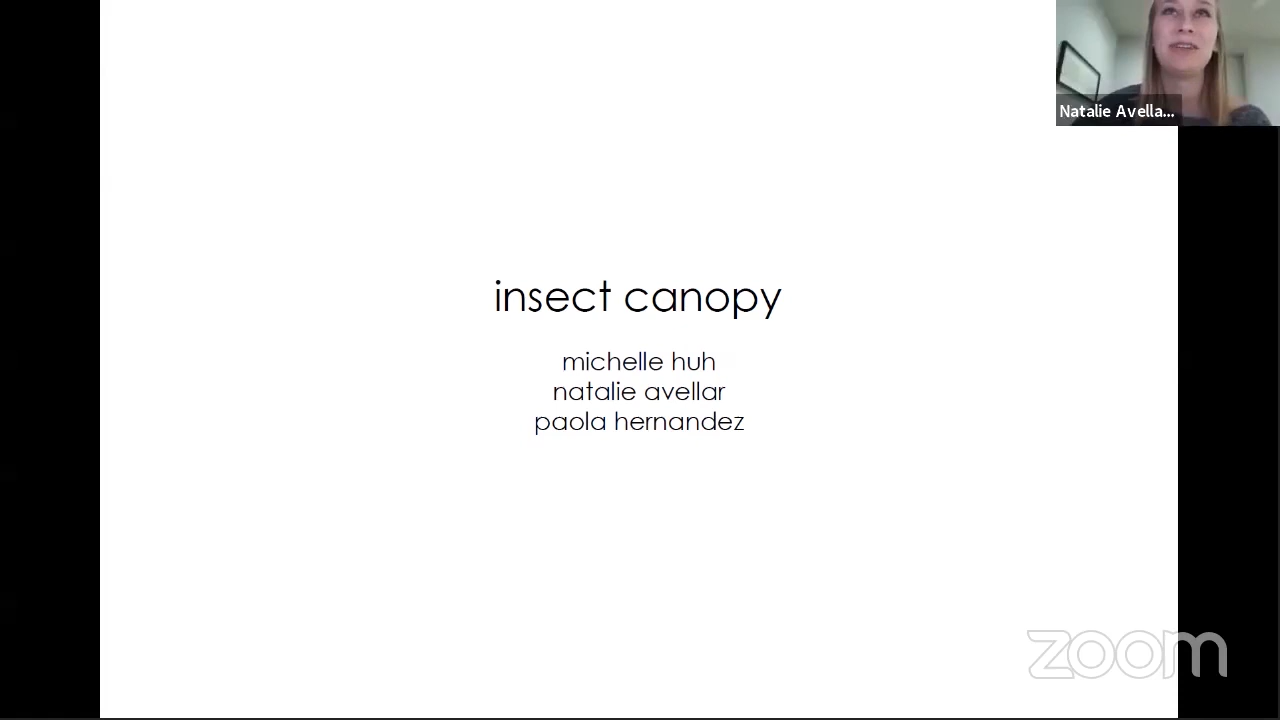 Natalie Avella...
insect canopy
michelle huh
natalie avellar
paola hernandez
zoom